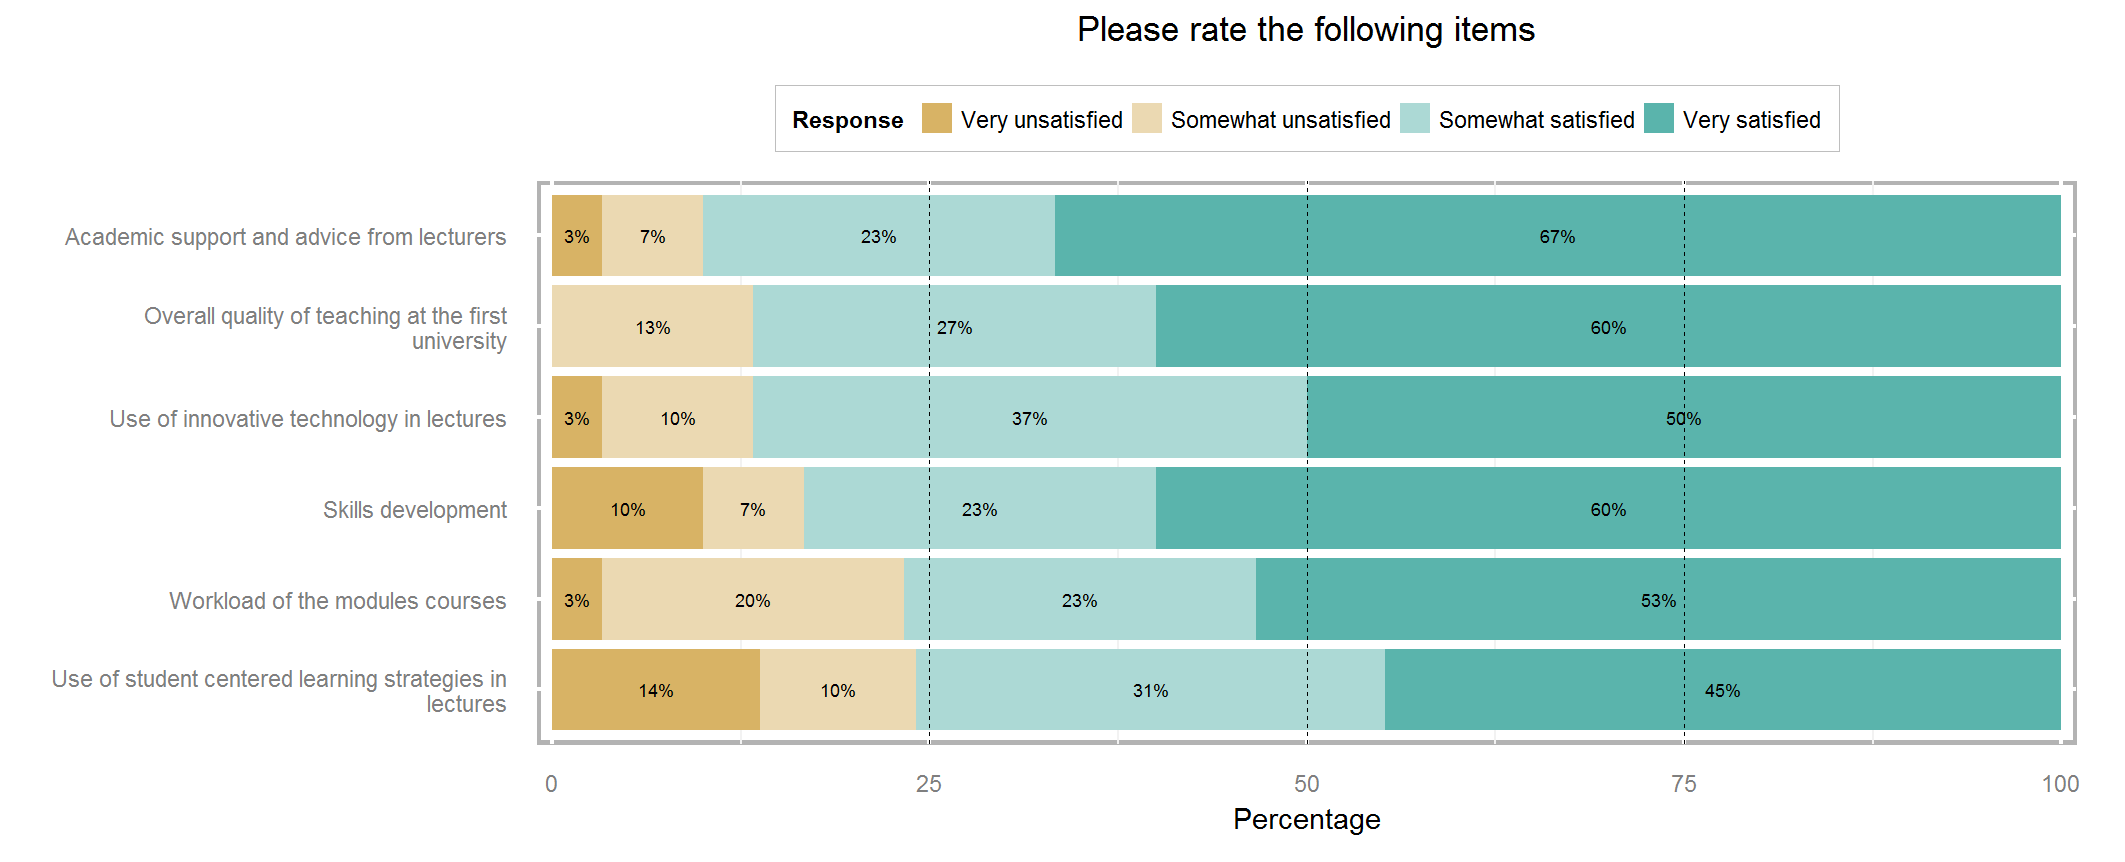 Please rate the following items
Response Very unsatisfied Somewhat unsatisfied Somewhat satisfied Very satisfied
Academic support and advice from lecturers 3% 7% 23% 67%
Overall quality of teaching at the first
university 13% 27% 60%
Use of innovative technology in lectures 3% 10% 37% 50%
Skills development 10% 7% 23% 60%
Workload of the modules courses 3% 20% 23% 53%
Use of student centered learning strategies in
lectures 14% 10% 31% 45%
0 25 50 75 100
Percentage